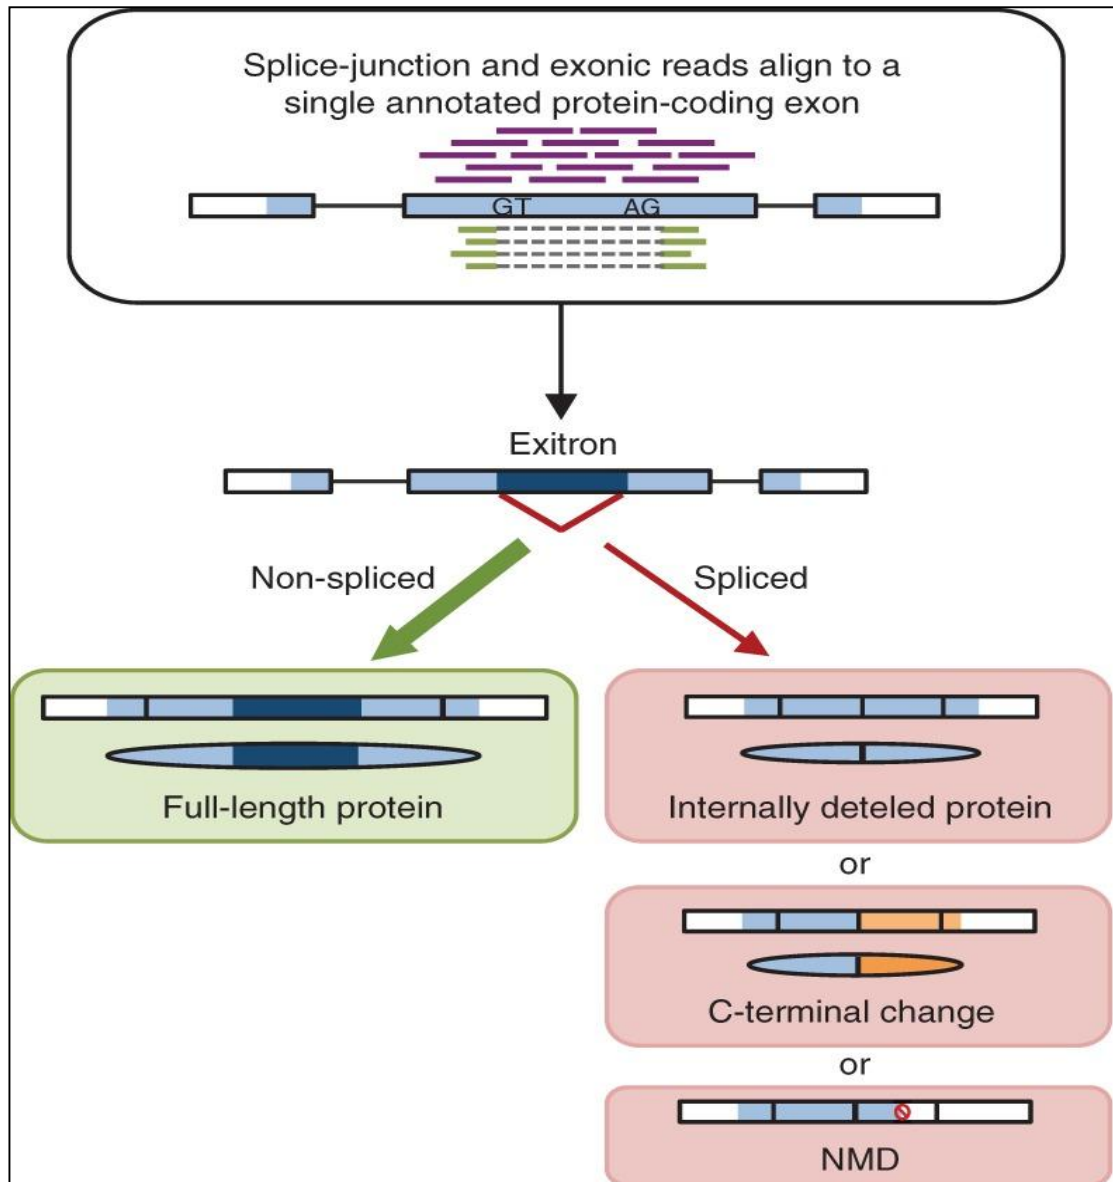 Splice-junction and exonic reads align to a
single annotated protein-coding exon
GT AG
Exitron
Non-spliced
Spliced
Full-length protein
Internally deteled protein
or
C-terminal change
or
NMD